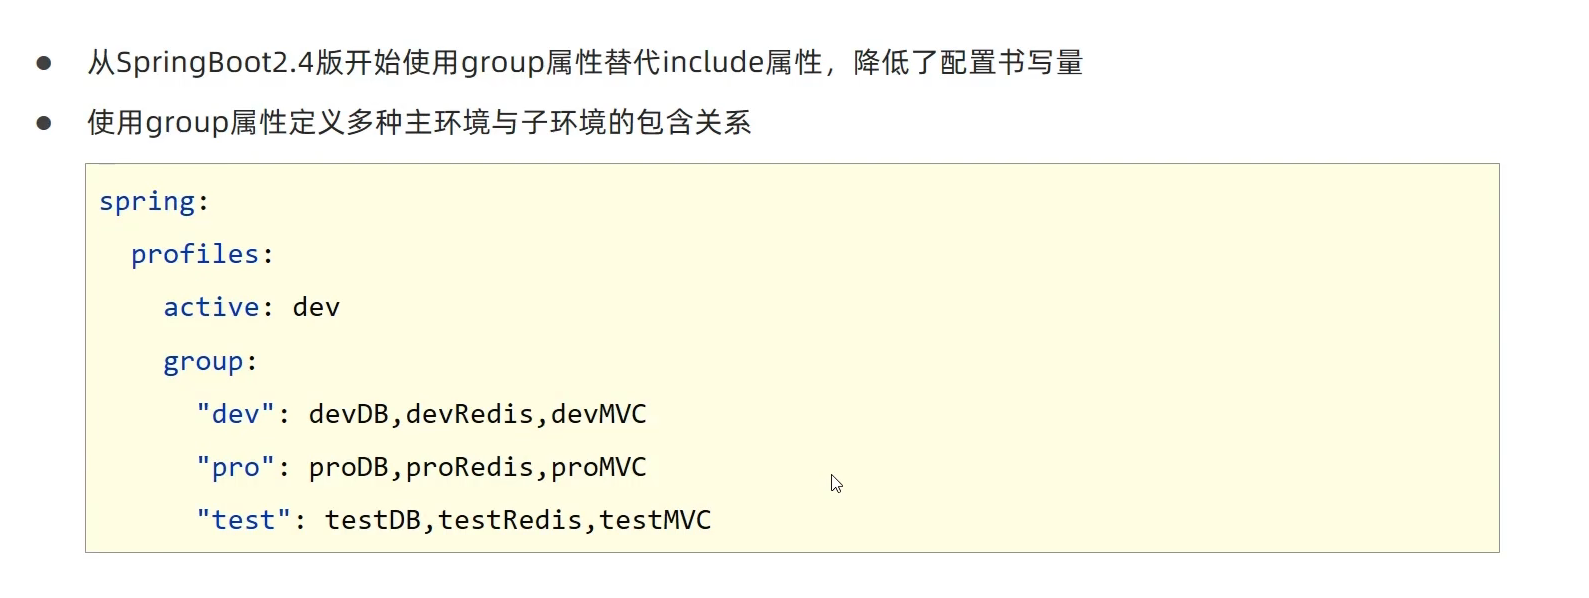 ● 从SpringBoot2.4版开始使用group属性替代include属性，降低了配置书写量
● 使用group属性定义多种主环境与子环境的包含关系
spring:
  profiles:
    active: dev
    group:
      "dev": devDB,devRedis,devMVC
      "pro": proDB,proRedis,proMVC
      "test": testDB,testRedis,testMVC